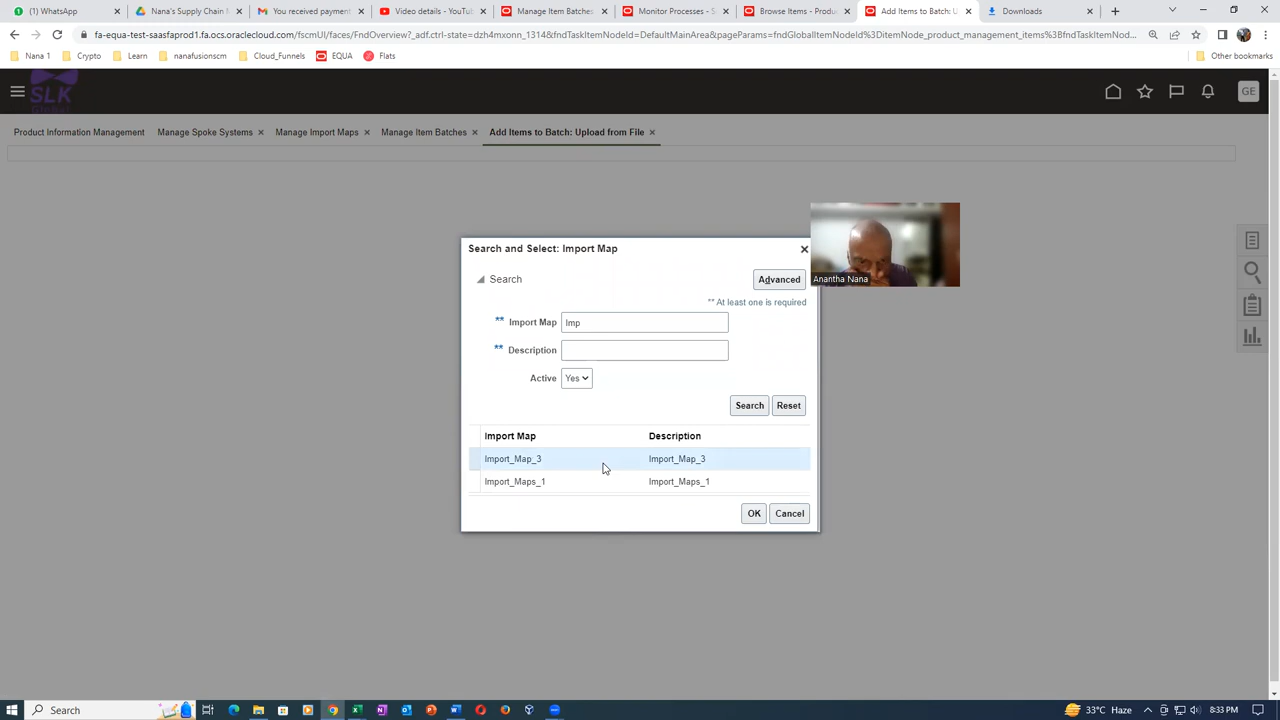 WhatsApp
Nana's Supply Chain M
You received payment
Video details - YouTub
Manage Item Batches
Monitor Processes - S
Browse Items - Produc
Add Items to Batch: U
Downloads
fa-equa-test-saasfaprod1.fa.ocs.oraclecloud.com/fscmUI/faces/FndOverview?_adf.ctrl-state=dzh4mxonn_1314&fndTaskItemNodeId=DefaultMainArea&pageParams=fndGlobalItemNodeId%3DitemNode_product_management_items%3BfndTaskItemNod...
Nana 1
Crypto
Learn
nanafusionscm
Cloud_Funnels
EQUA
Flats
Other bookmarks
SLK
Global
GE
Product Information Management
Manage Spoke Systems
Manage Import Maps
Manage Item Batches
Add Items to Batch: Upload from File
Search and Select: Import Map
Anantha Nana
Search
Advanced
** At least one is required
** Import Map Imp
** Description
Active Yes
Search Reset
Import Map Description
Import_Map_3 Import_Map_3
Import_Maps_1 Import_Maps_1
OK Cancel
Search
33°C Haze
8:33 PM